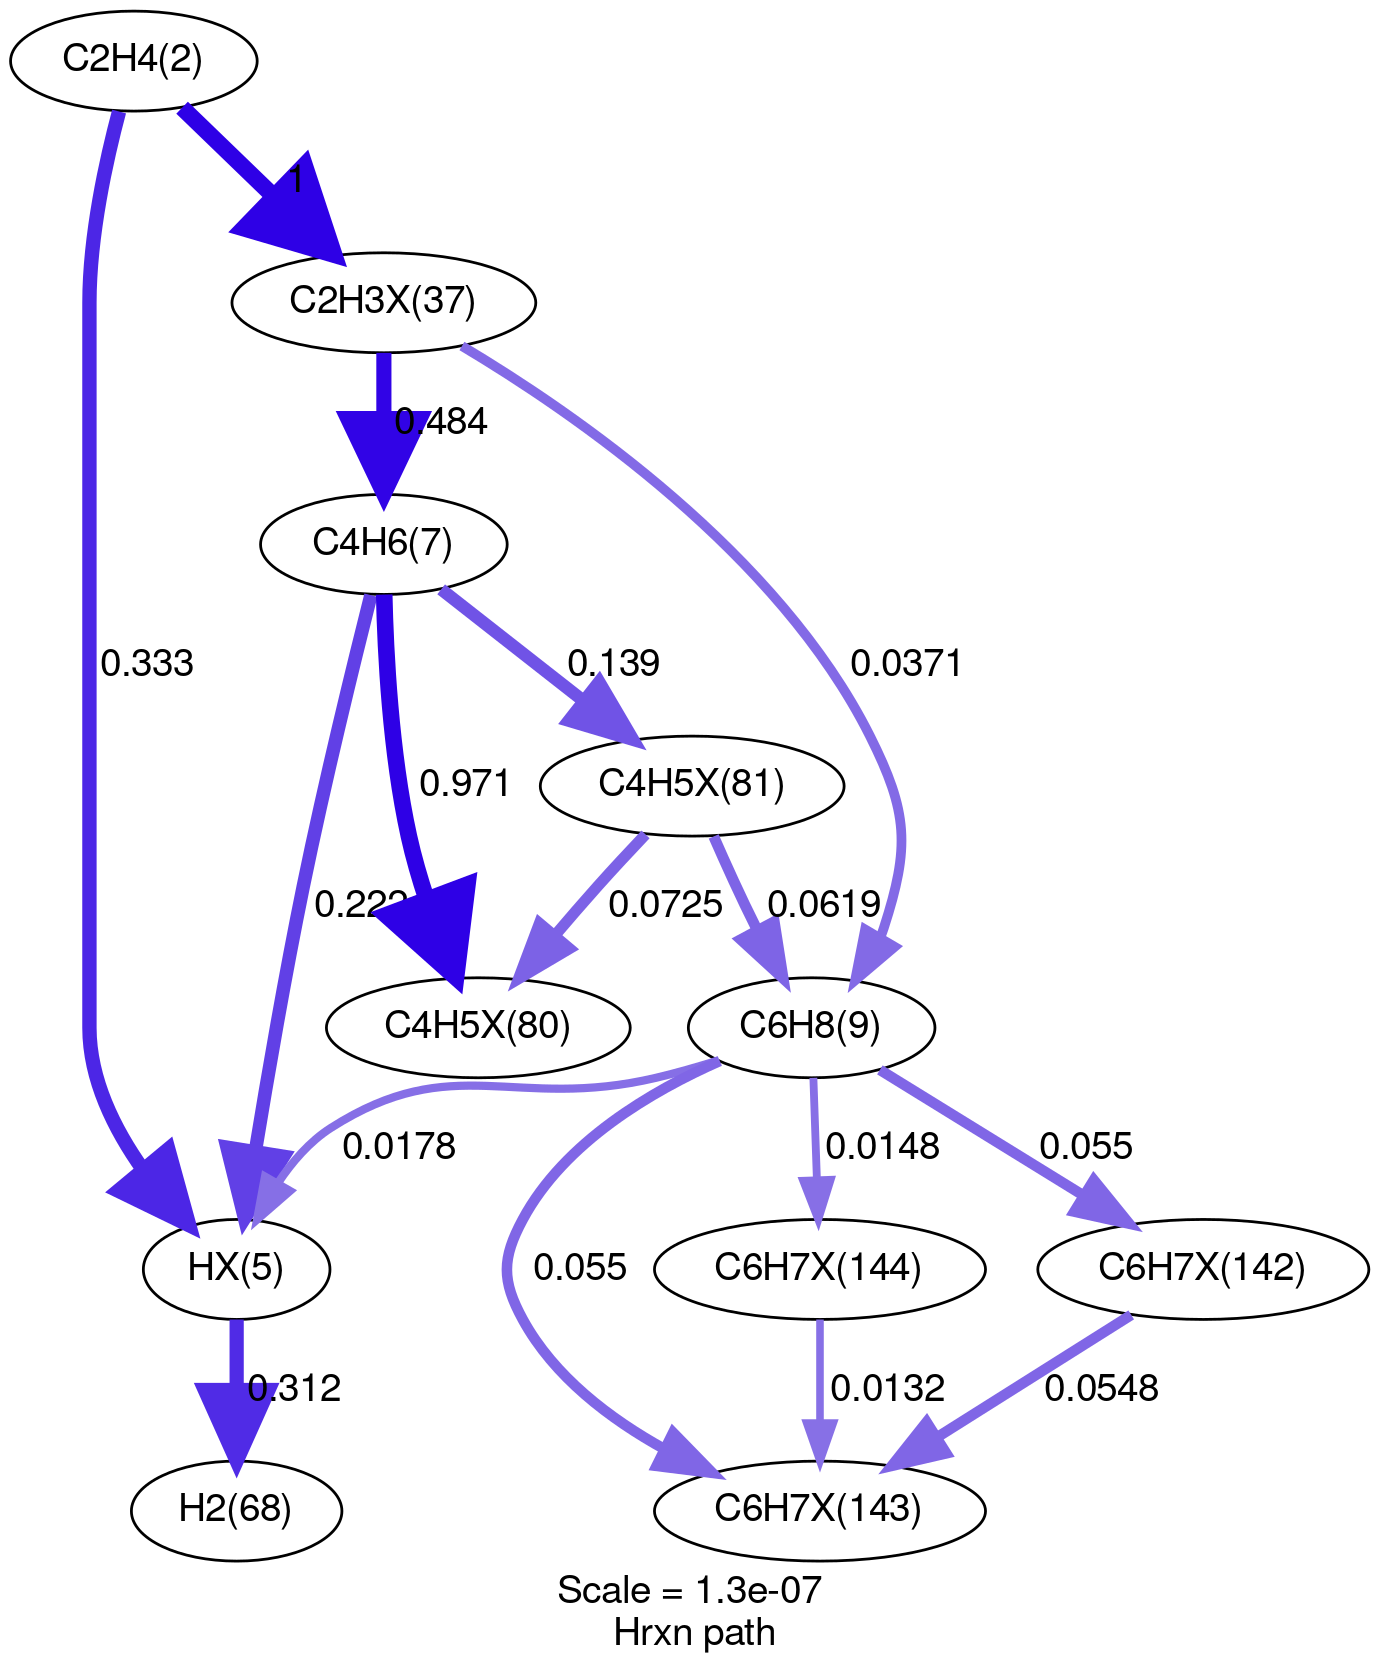 C2H4(2)
1
C2H3X(37)
0.484
C4H6(7)
0.333
0.139
0.0371
0.971
C4H5X(81)
0.0725
0.0619
C4H5X(80)
C6H8(9)
0.0178
0.0148
0.055
HX(5)
0.055
C6H7X(144)
C6H7X(142)
0.312
0.0132
0.0548
H2(68)
C6H7X(143)
Scale = 1.3e-07
Hrxn path